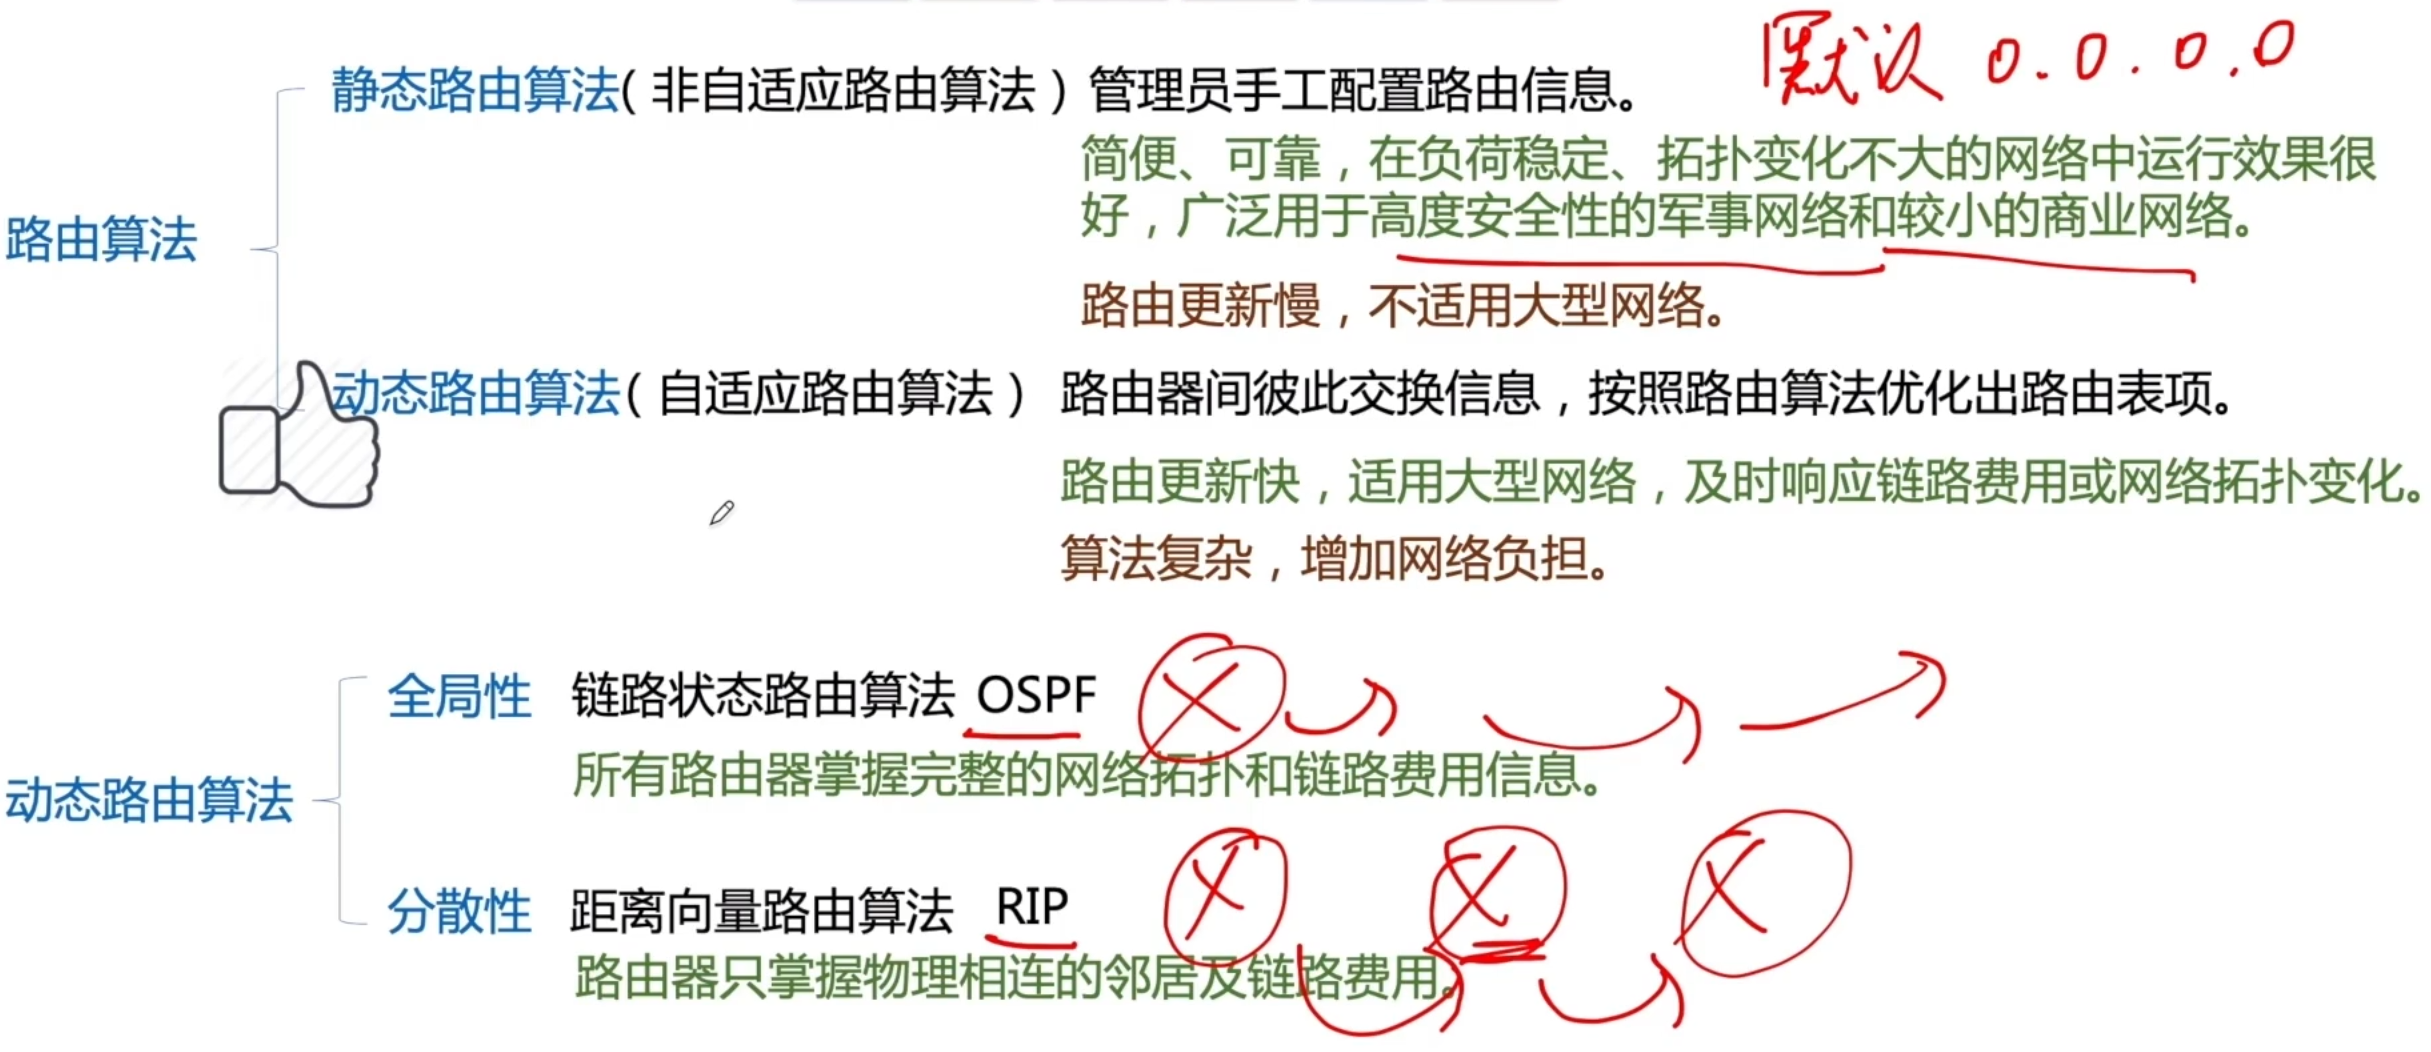 默认 0.0.0.0
静态路由算法(非自适应路由算法)管理员手工配置路由信息。
简便、可靠，在负荷稳定、拓扑变化不大的网络中运行效果很
好，广泛用于高度安全性的军事网络和较小的商业网络。
路由算法
路由更新慢，不适用大型网络。
动态路由算法(自适应路由算法) 路由器间彼此交换信息，按照路由算法优化出路由表项。
路由更新快，适用大型网络，及时响应链路费用或网络拓扑变化。
算法复杂，增加网络负担。
全局性 链路状态路由算法 OSPF
所有路由器掌握完整的网络拓扑和链路费用信息。
动态路由算法
分散性 距离向量路由算法 RIP
路由器只掌握物理相连的邻居及链路费用。